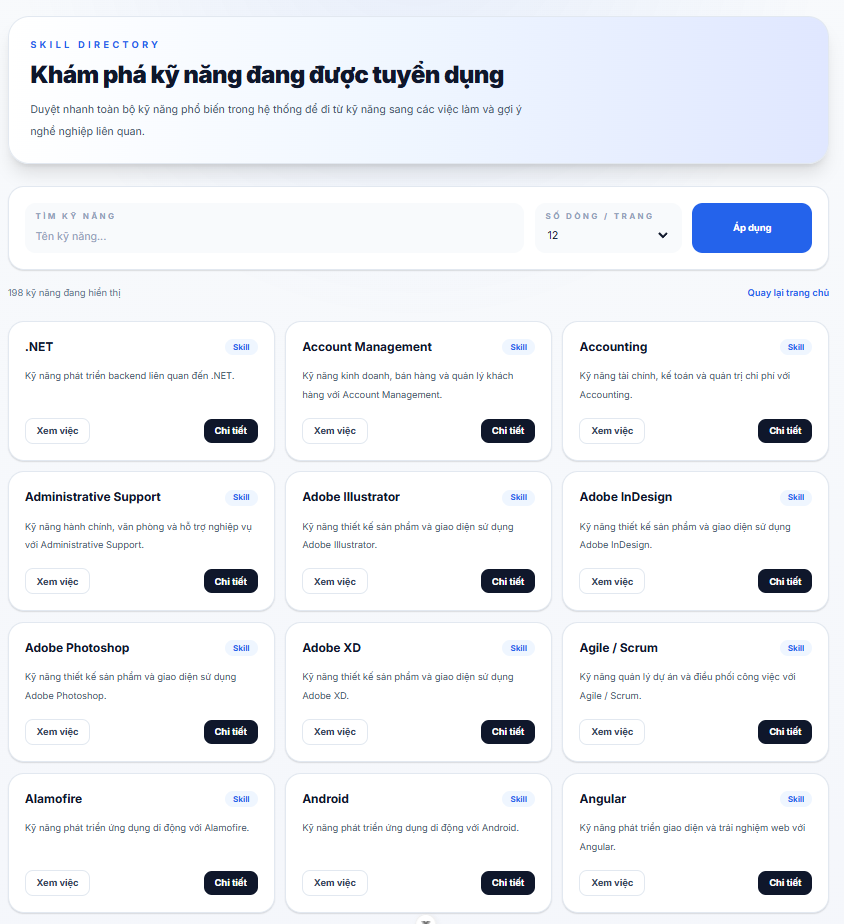 SKILL DIRECTORY
Khám phá kỹ năng đang được tuyển dụng
Duyệt nhanh toàn bộ kỹ năng phổ biến trong hệ thống để đi từ kỹ năng sang các việc làm và gợi ý
nghề nghiệp liên quan.
TÌM KỸ NĂNG
Tên kỹ năng...
SỐ DÒNG / TRANG
12
Áp dụng
198 kỹ năng đang hiển thị
Quay lại trang chủ
.NET
Skill
Kỹ năng phát triển backend liên quan đến .NET.
Xem việc
Chi tiết
Account Management
Skill
Kỹ năng kinh doanh, bán hàng và quản lý khách
hàng với Account Management.
Xem việc
Chi tiết
Accounting
Skill
Kỹ năng tài chính, kế toán và quản trị chi phí với
Accounting.
Xem việc
Chi tiết
Administrative Support
Skill
Kỹ năng hành chính, văn phòng và hỗ trợ nghiệp vụ
với Administrative Support.
Xem việc
Chi tiết
Adobe Illustrator
Skill
Kỹ năng thiết kế sản phẩm và giao diện sử dụng
Adobe Illustrator.
Xem việc
Chi tiết
Adobe InDesign
Skill
Kỹ năng thiết kế sản phẩm và giao diện sử dụng
Adobe InDesign.
Xem việc
Chi tiết
Adobe Photoshop
Skill
Kỹ năng thiết kế sản phẩm và giao diện sử dụng
Adobe Photoshop.
Xem việc
Chi tiết
Adobe XD
Skill
Kỹ năng thiết kế sản phẩm và giao diện sử dụng
Adobe XD.
Xem việc
Chi tiết
Agile / Scrum
Skill
Kỹ năng quản lý dự án và điều phối công việc với
Agile / Scrum.
Xem việc
Chi tiết
Alamofire
Skill
Kỹ năng phát triển ứng dụng di động với Alamofire.
Xem việc
Chi tiết
Android
Skill
Kỹ năng phát triển ứng dụng di động với Android.
Xem việc
Chi tiết
Angular
Skill
Kỹ năng phát triển giao diện và trải nghiệm web với
Angular.
Xem việc
Chi tiết